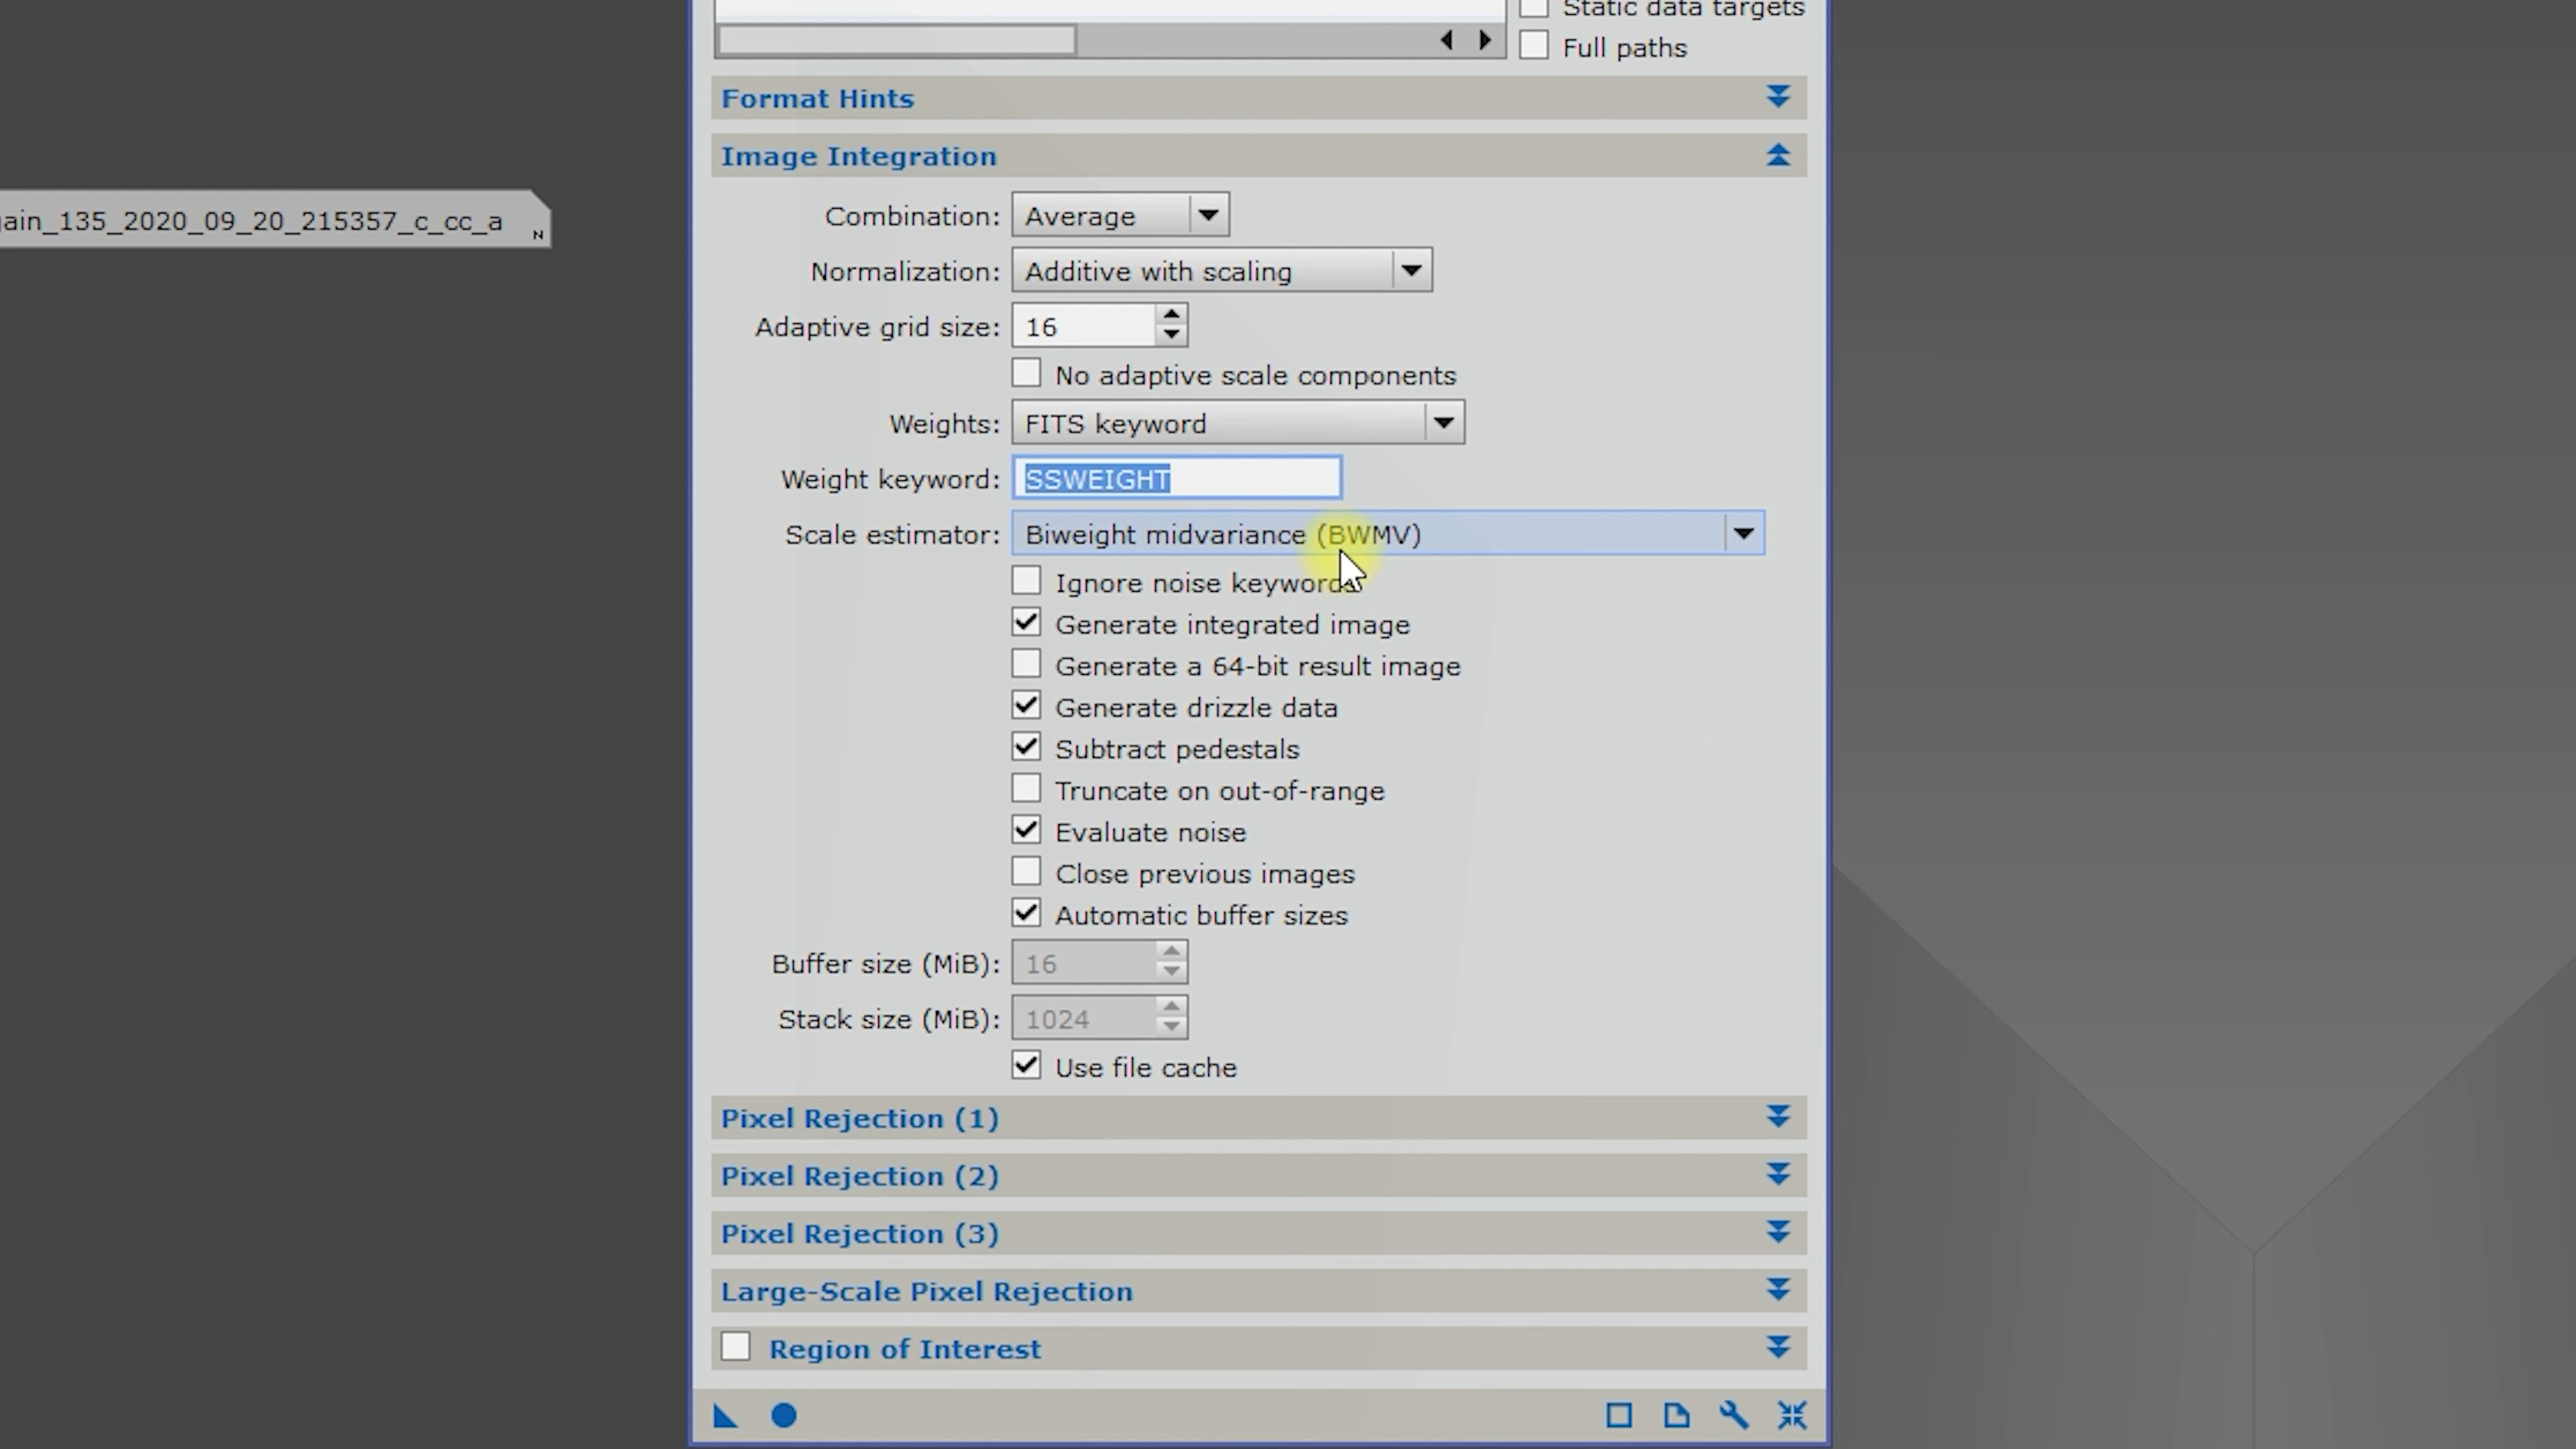 Static data targets
Full paths
Format Hints
Image Integration
ain_135_2020_09_20_215357_c_cc_a
N
Combination: Average
Normalization: Additive with scaling
Adaptive grid size: 16
No adaptive scale components
Weights: FITS keyword
Weight keyword: SSWEIGHT
Scale estimator: Biweight midvariance (BWMV)
Ignore noise keywords
Generate integrated image
Generate a 64-bit result image
Generate drizzle data
Subtract pedestals
Truncate on out-of-range
Evaluate noise
Close previous images
Automatic buffer sizes
Buffer size (MiB): 16
Stack size (MiB): 1024
Use file cache
Pixel Rejection (1)
Pixel Rejection (2)
Pixel Rejection (3)
Large-Scale Pixel Rejection
Region of Interest